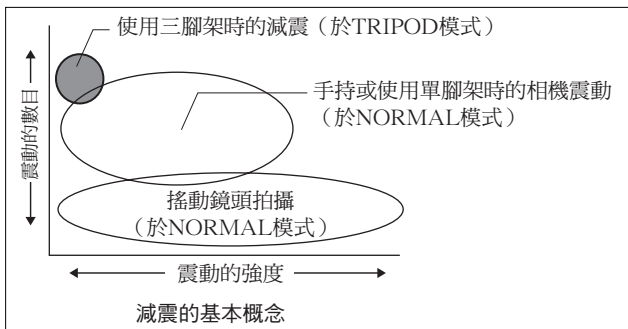 使用三腳架時的減震（於TRIPOD模式）
手持或使用單腳架時的相機震動
（於NORMAL模式）
震動的數目
搖動鏡頭拍攝
（於NORMAL模式）
震動的強度
減震的基本概念